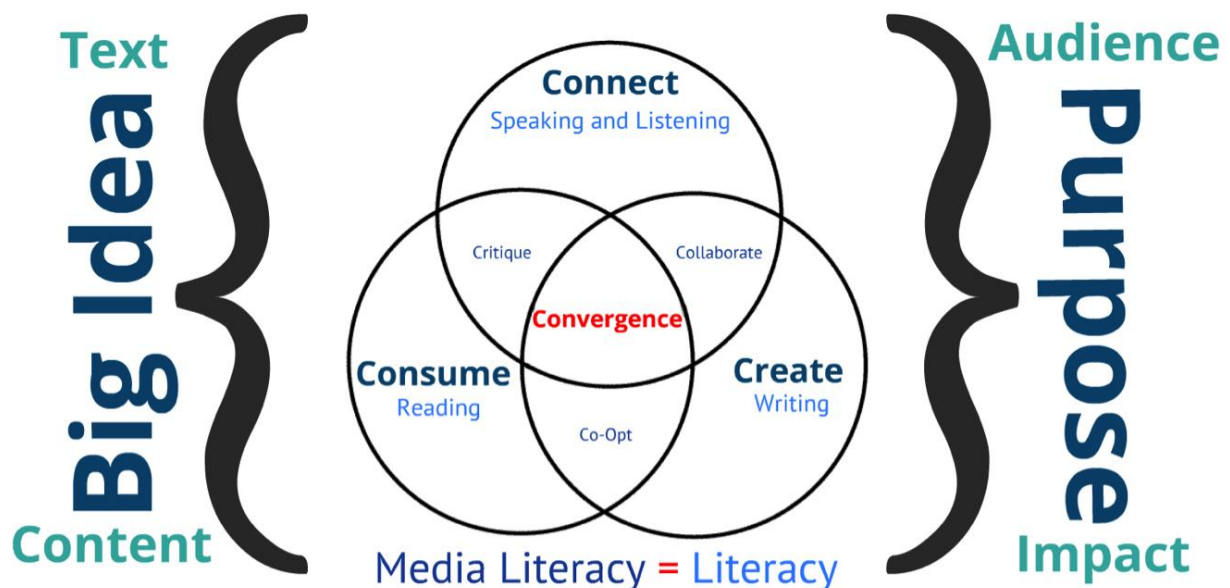 Text
Big Idea
Content
Connect
Speaking and Listening
Critique
Collaborate
Convergence
Consume
Reading
Create
Writing
Co-Opt
Media Literacy = Literacy
Audience
Purpose
Impact